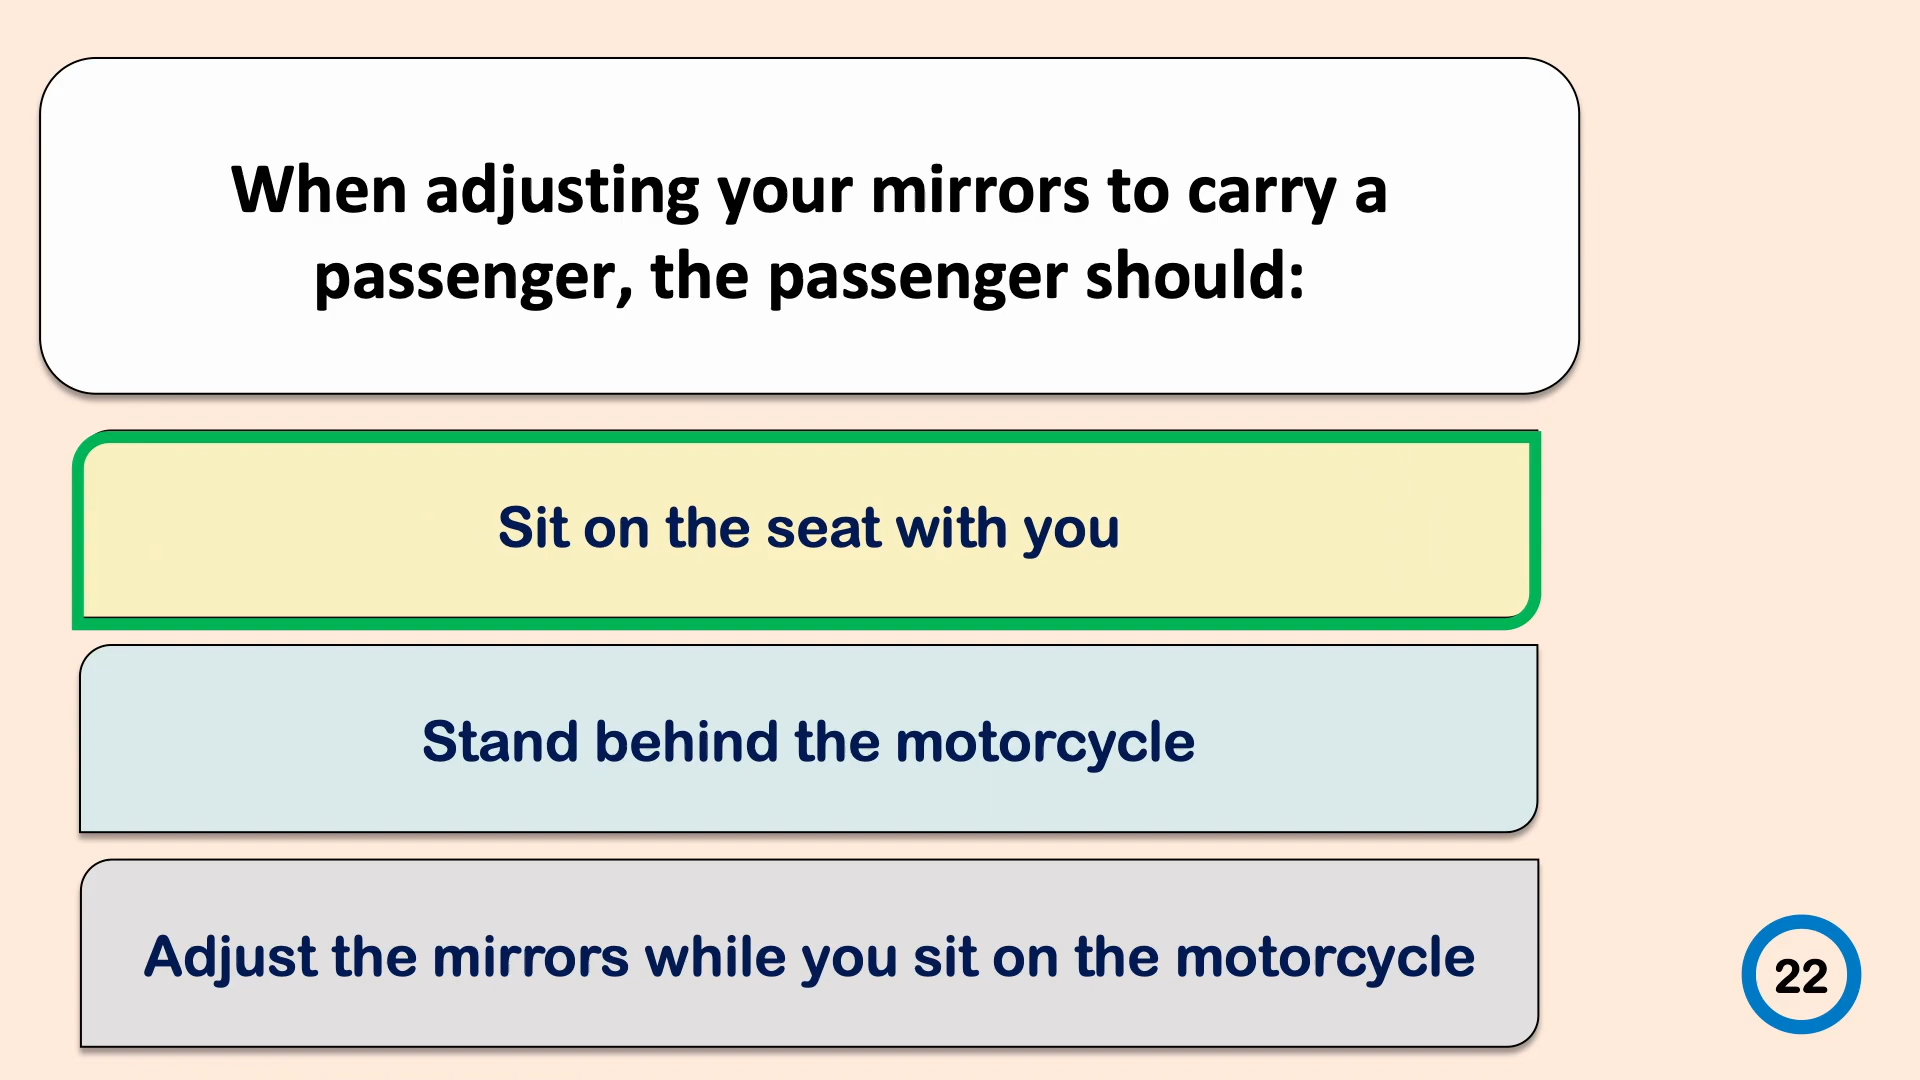 When adjusting your mirrors to carry a
passenger, the passenger should:
Sit on the seat with you
Stand behind the motorcycle
Adjust the mirrors while you sit on the motorcycle
22